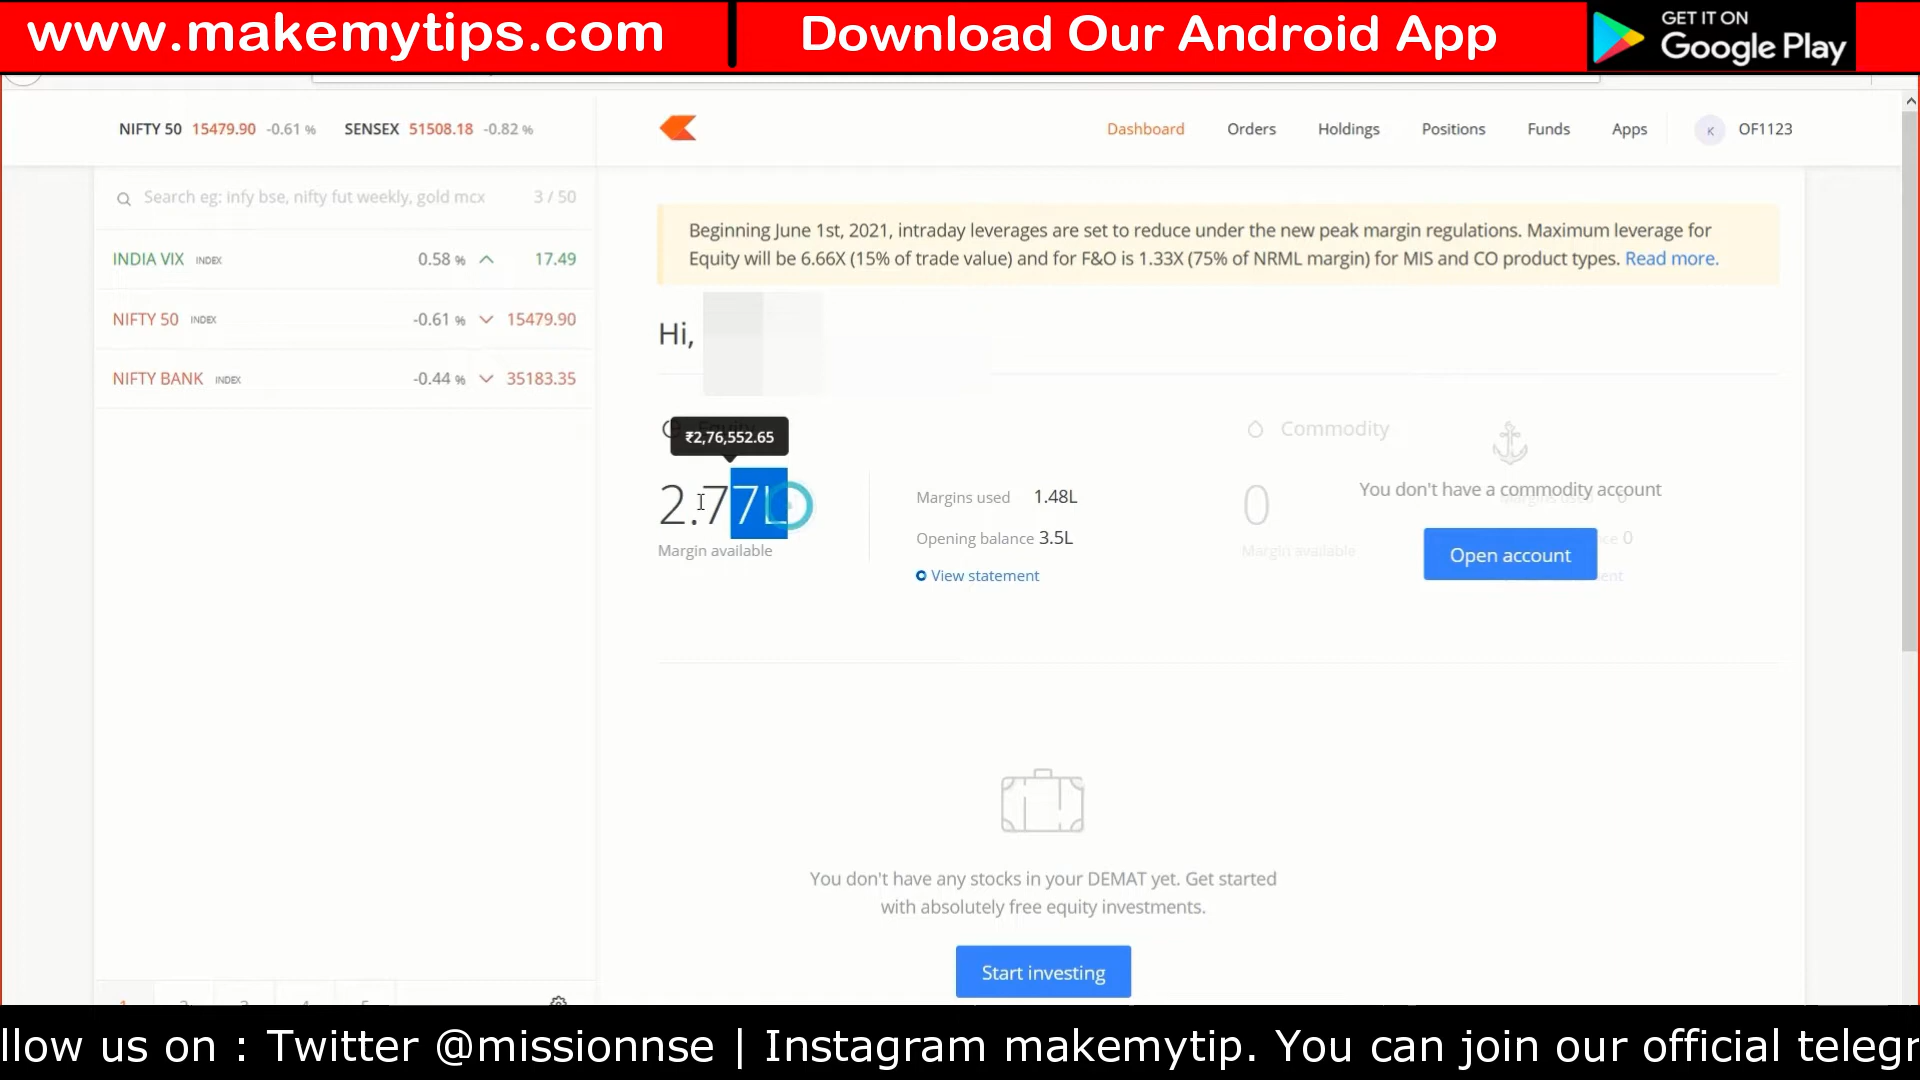 www.makemytips.com
Download Our Android App
GET IT ON
Google Play
NIFTY 50 15479.90 -0.61 % SENSEX 51508.18 -0.82 %
Dashboard Orders Holdings Positions Funds Apps K OF1123
Search eg: infy bse, nifty fut weekly, gold mcx 3 / 50
INDIA VIX INDEX 0.58 % 17.49
NIFTY 50 INDEX -0.61 % 15479.90
NIFTY BANK INDEX -0.44 % 35183.35
Beginning June 1st, 2021, intraday leverages are set to reduce under the new peak margin regulations. Maximum leverage for
Equity will be 6.66X (15% of trade value) and for F&O is 1.33X (75% of NRML margin) for MIS and CO product types. Read more.
Hi,
Equity
₹2,76,552.65
2.77L
Margin available
Margins used 1.48L
Opening balance 3.5L
View statement
Commodity
0
Margin available
You don't have a commodity account
Open account
You don't have any stocks in your DEMAT yet. Get started
with absolutely free equity investments.
Start investing
1 2 3 4 5
llow us on : Twitter @missionnse | Instagram makemytip. You can join our official telegr